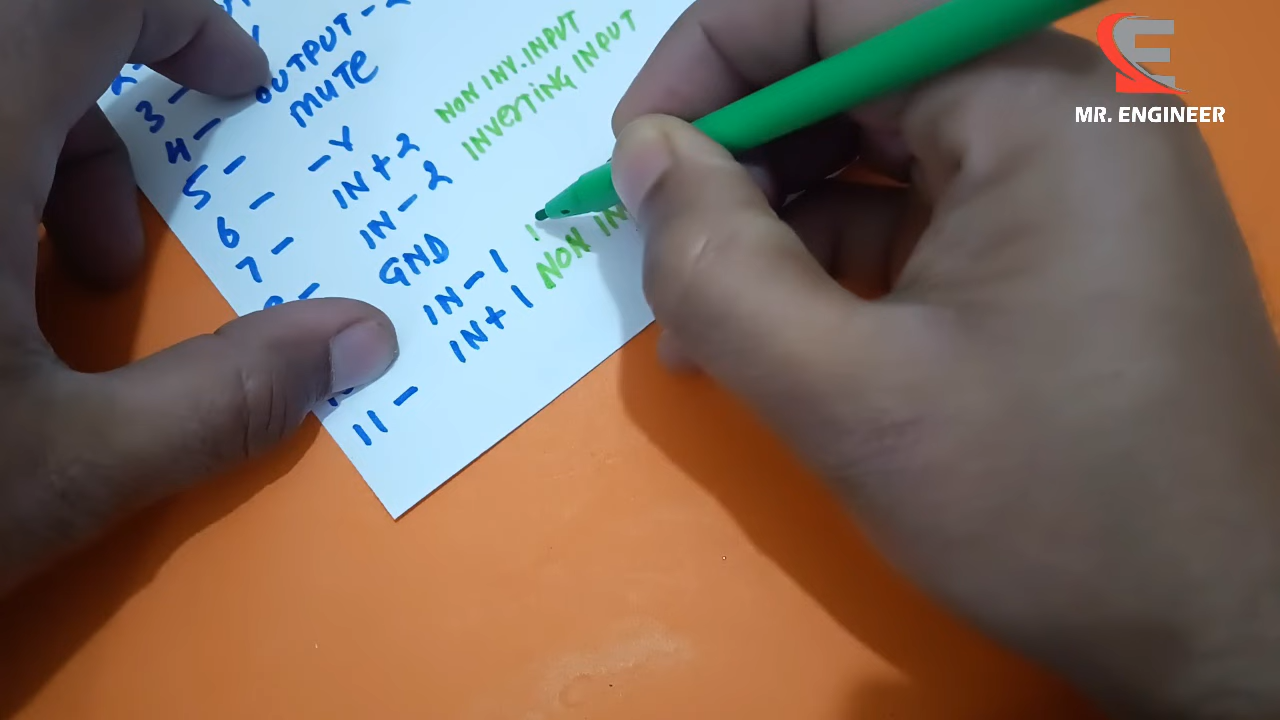 3 - OUTPUT - 2
4 - MUTE
5 - - V
6 - IN + 2 NON INV. INPUT
7 - IN - 2 INVERTING INPUT
GND
IN - 1
IN + 1 NON IN
11 -
MR. ENGINEER